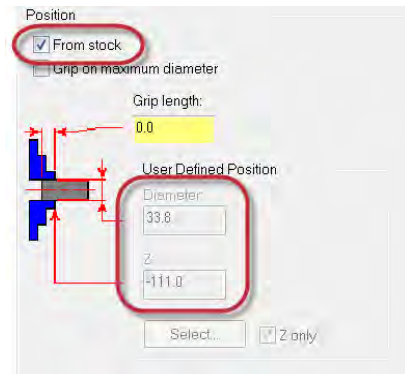 Position
From stock
Grip on maximum diameter
Grip length:
0.0
User Defined Position
Diameter:
33.8
Z
-111.0
Select...
Z only